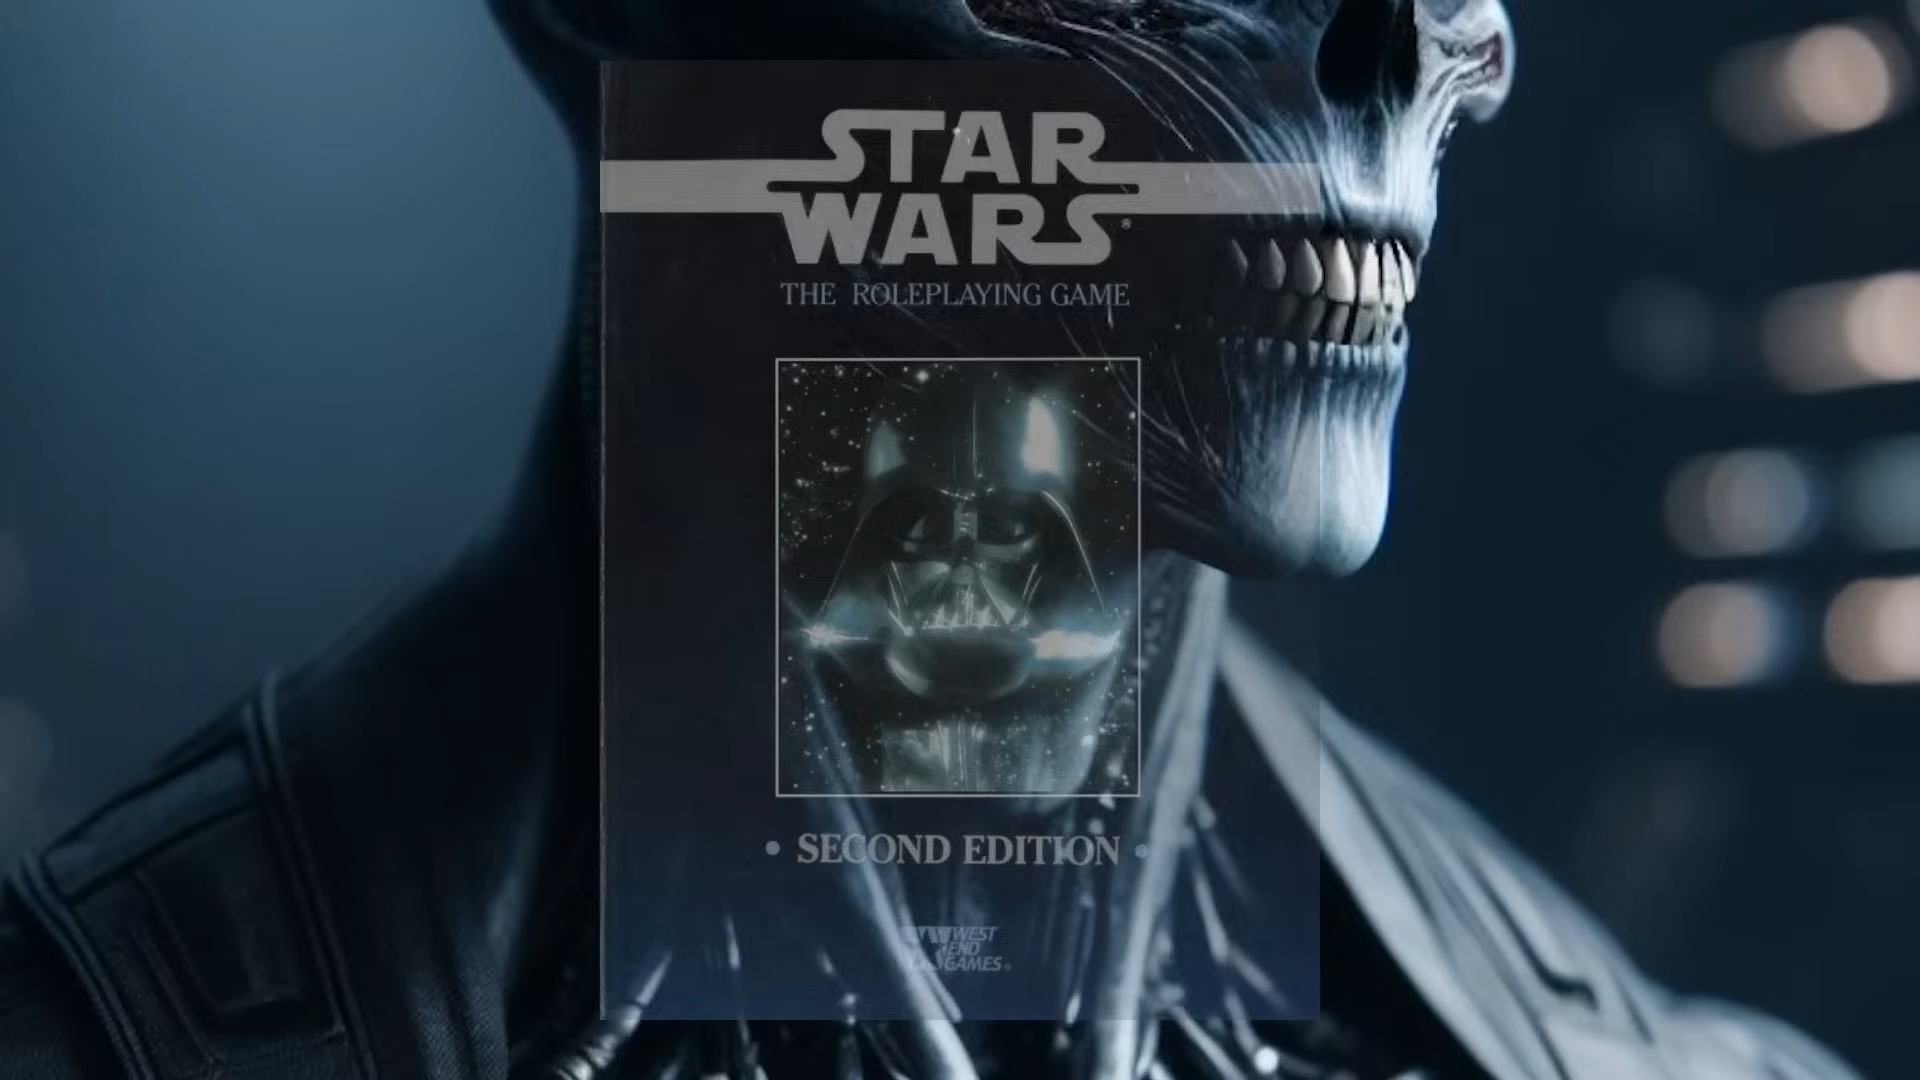 STAR
WARS®
THE ROLEPLAYING GAME
• SECOND EDITION •
WEST
END
GAMES®